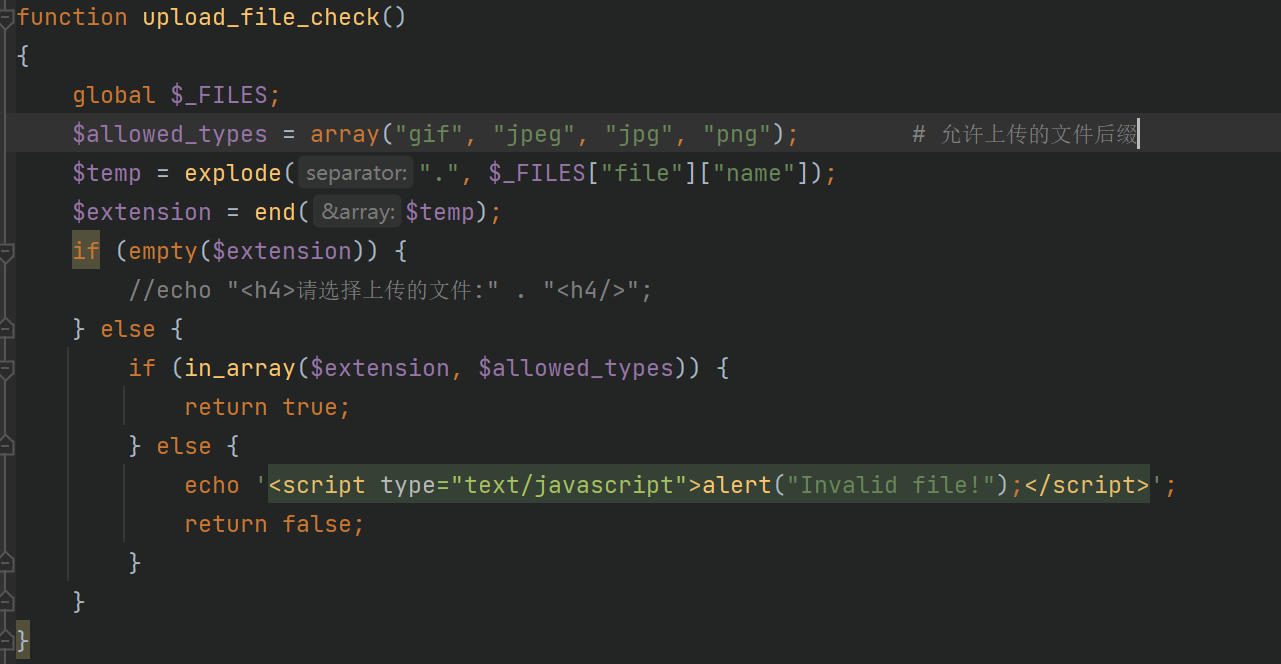 function upload_file_check()
{
global $_FILES;
$allowed_types = array("gif", "jpeg", "jpg", "png"); # 允许上传的文件后缀
$temp = explode( separator: ".", $_FILES["file"]["name"]);
$extension = end( &array: $temp);
if (empty($extension)) {
//echo "<h4>请选择上传的文件:" . "<h4/>";
} else {
if (in_array($extension, $allowed_types)) {
return true;
} else {
echo '<script type="text/javascript">alert("Invalid file!");</script>';
return false;
}
}
}